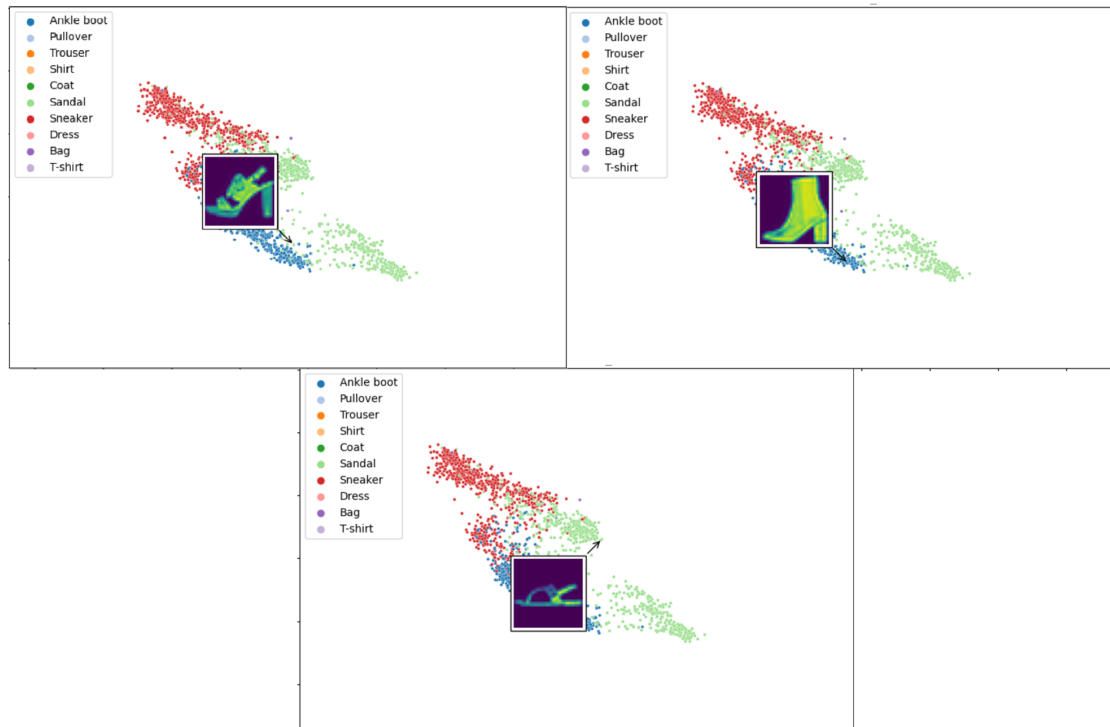 Ankle boot
Pullover
Trouser
Shirt
Coat
Sandal
Sneaker
Dress
Bag
T-shirt
Ankle boot
Pullover
Trouser
Shirt
Coat
Sandal
Sneaker
Dress
Bag
T-shirt
Ankle boot
Pullover
Trouser
Shirt
Coat
Sandal
Sneaker
Dress
Bag
T-shirt